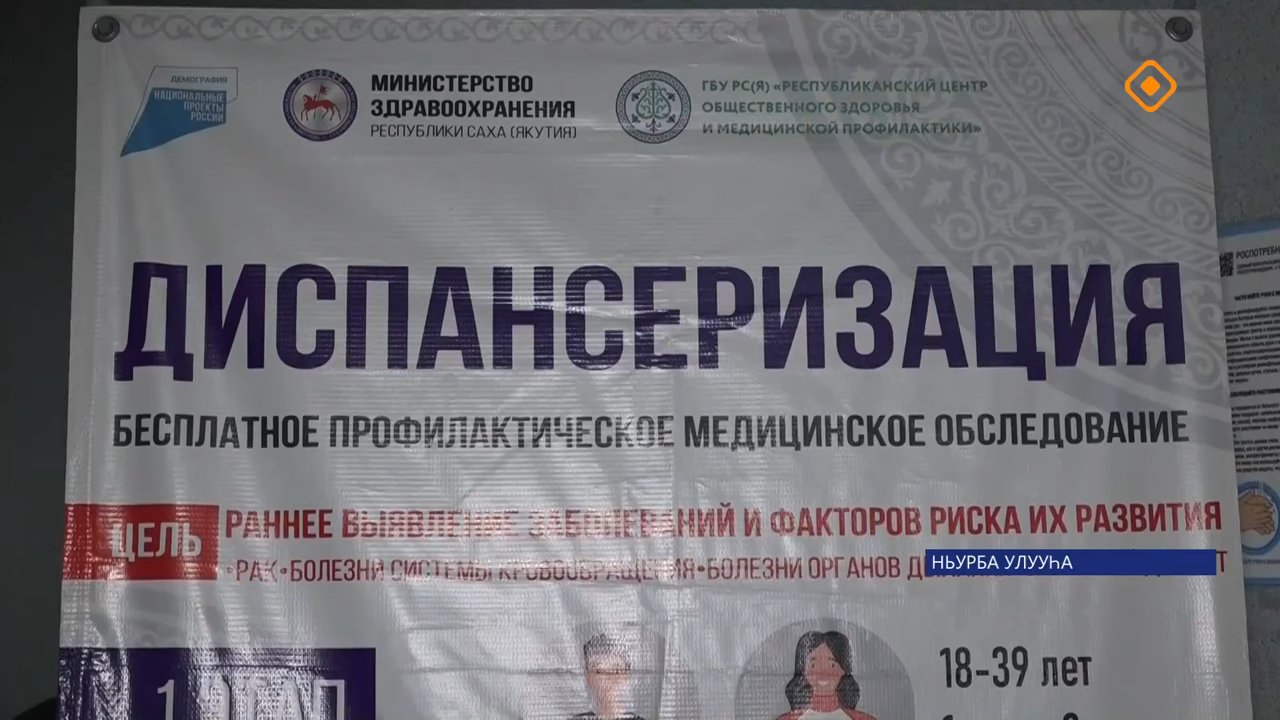 ДЕМОГРАФИЯ
НАЦИОНАЛЬНЫЕ
ПРОЕКТЫ
РОССИИ
МИНИСТЕРСТВО
ЗДРАВООХРАНЕНИЯ
РЕСПУБЛИКИ САХА (ЯКУТИЯ)
ГБУ РС(Я) «РЕСПУБЛИКАНСКИЙ ЦЕНТР
ОБЩЕСТВЕННОГО ЗДОРОВЬЯ
И МЕДИЦИНСКОЙ ПРОФИЛАКТИКИ»
ДИСПАНСЕРИЗАЦИЯ
БЕСПЛАТНОЕ ПРОФИЛАКТИЧЕСКОЕ МЕДИЦИНСКОЕ ОБСЛЕДОВАНИЕ
ЦЕЛЬ
РАННЕЕ ВЫЯВЛЕНИЕ ЗАБОЛЕВАНИЙ И ФАКТОРОВ РИСКА ИХ РАЗВИТИЯ
•РАК•БОЛЕЗНИ СИСТЕМЫ КРОВООБРАЩЕНИЯ•БОЛЕЗНИ ОРГАНОВ
НЬУРБА УЛУУҺА
1 ЭТАП
18-39 лет